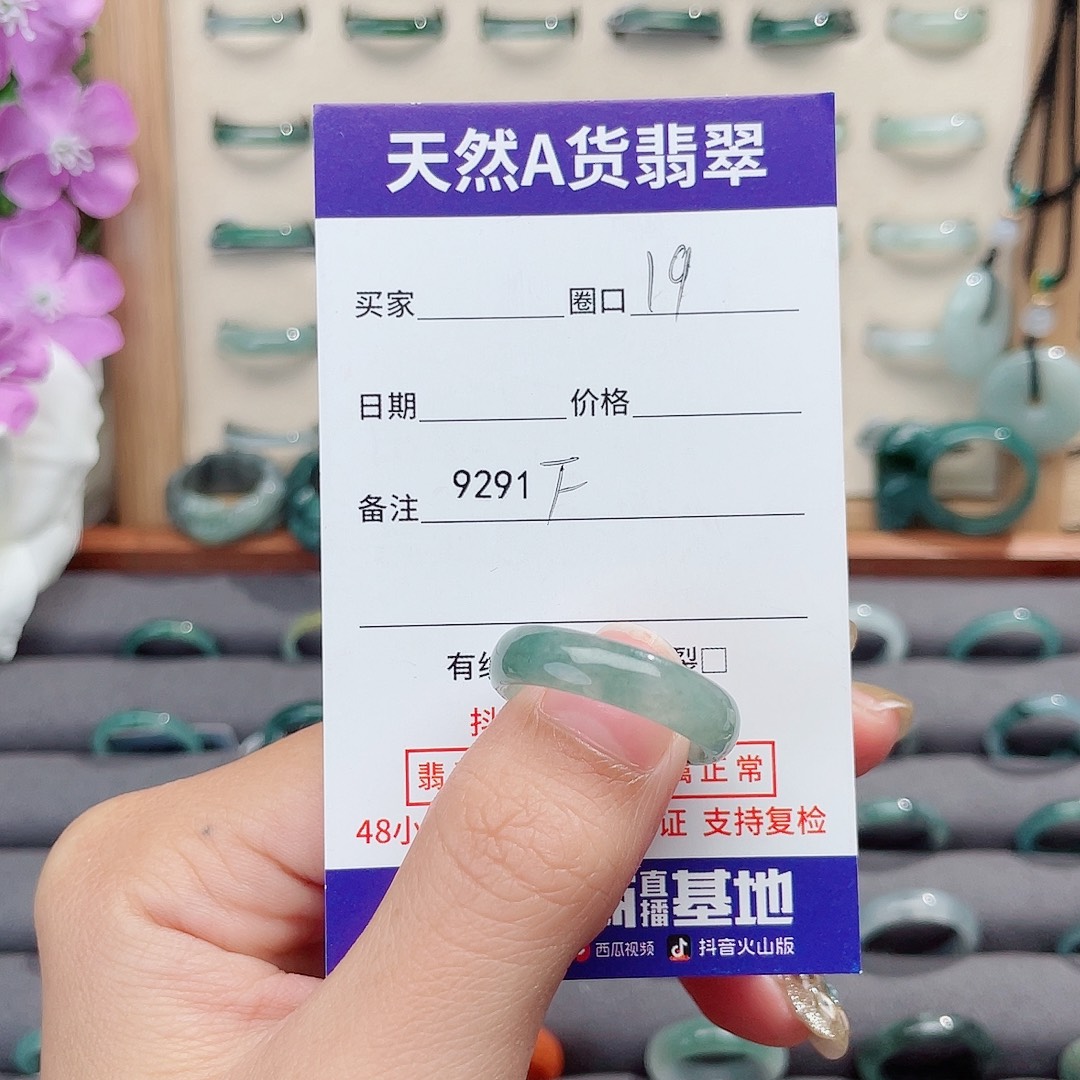 天然A货翡翠
买家 圈口 19
日期 价格
备注 9291 F
有 裂□
抖
翡 正常
48小 证 支持复检
直播基地
西瓜视频 抖音火山版